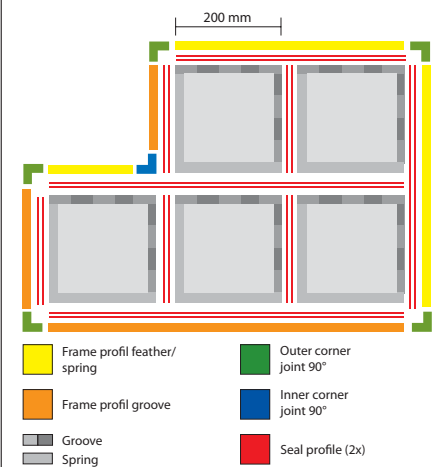 200 mm
Frame profil feather/
spring
Outer corner
joint 90°
Frame profil groove
Inner corner
joint 90°
Groove
Spring
Seal profile (2x)